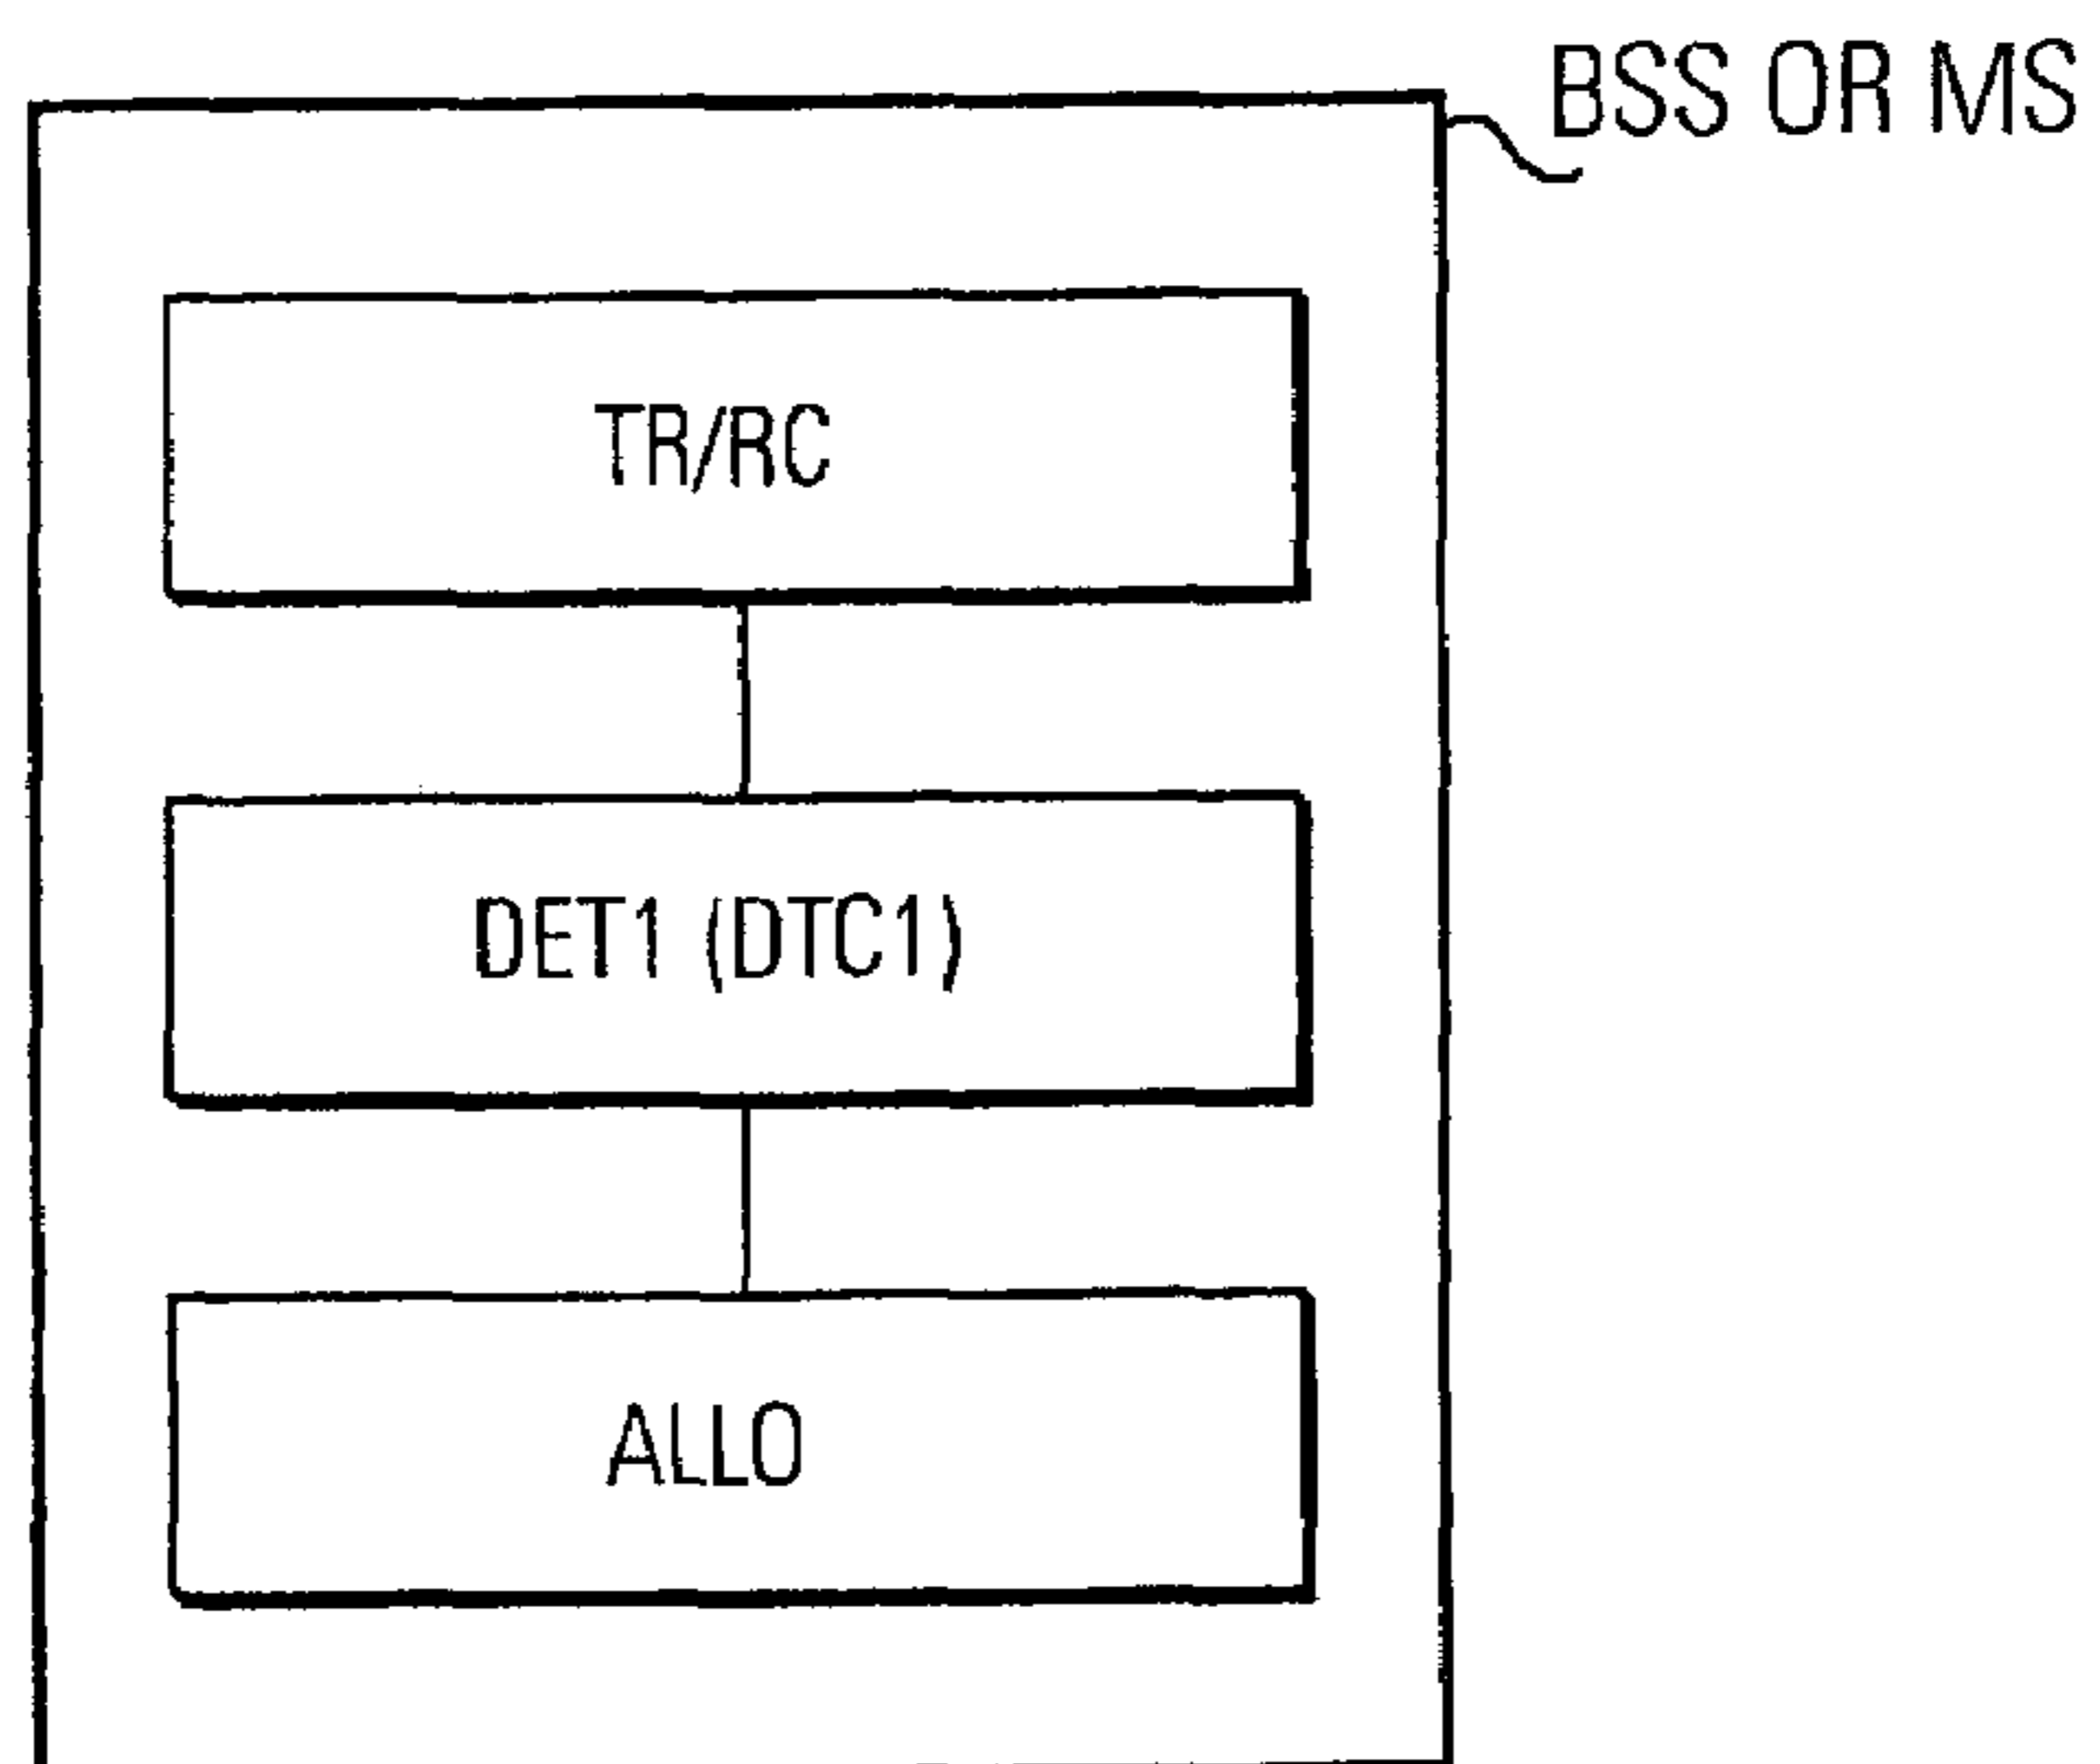 BSS OR MS
TR/RC
DET1 (DTC1)
ALLO